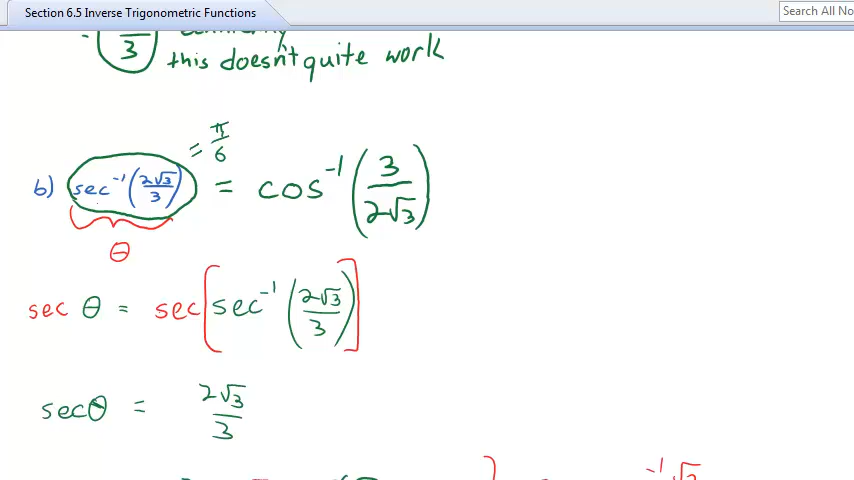 Section 6.5 Inverse Trigonometric Functions
Search All No
- 3
this doesn't quite work
b) sec⁻¹(2√3/3) = π/6 = cos⁻¹(3/2√3)
θ
sec θ = sec[sec⁻¹(2√3/3)]
secθ = 2√3/3